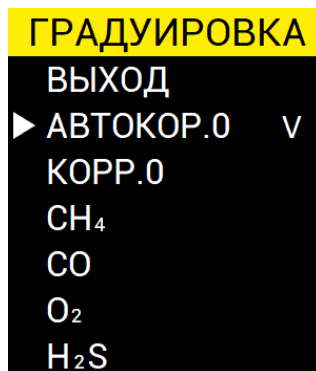 ГРАДУИРОВКА
ВЫХОД
▶ АВТОКОР.0 V
КОРР.0
CH₄
CO
O₂
H₂S